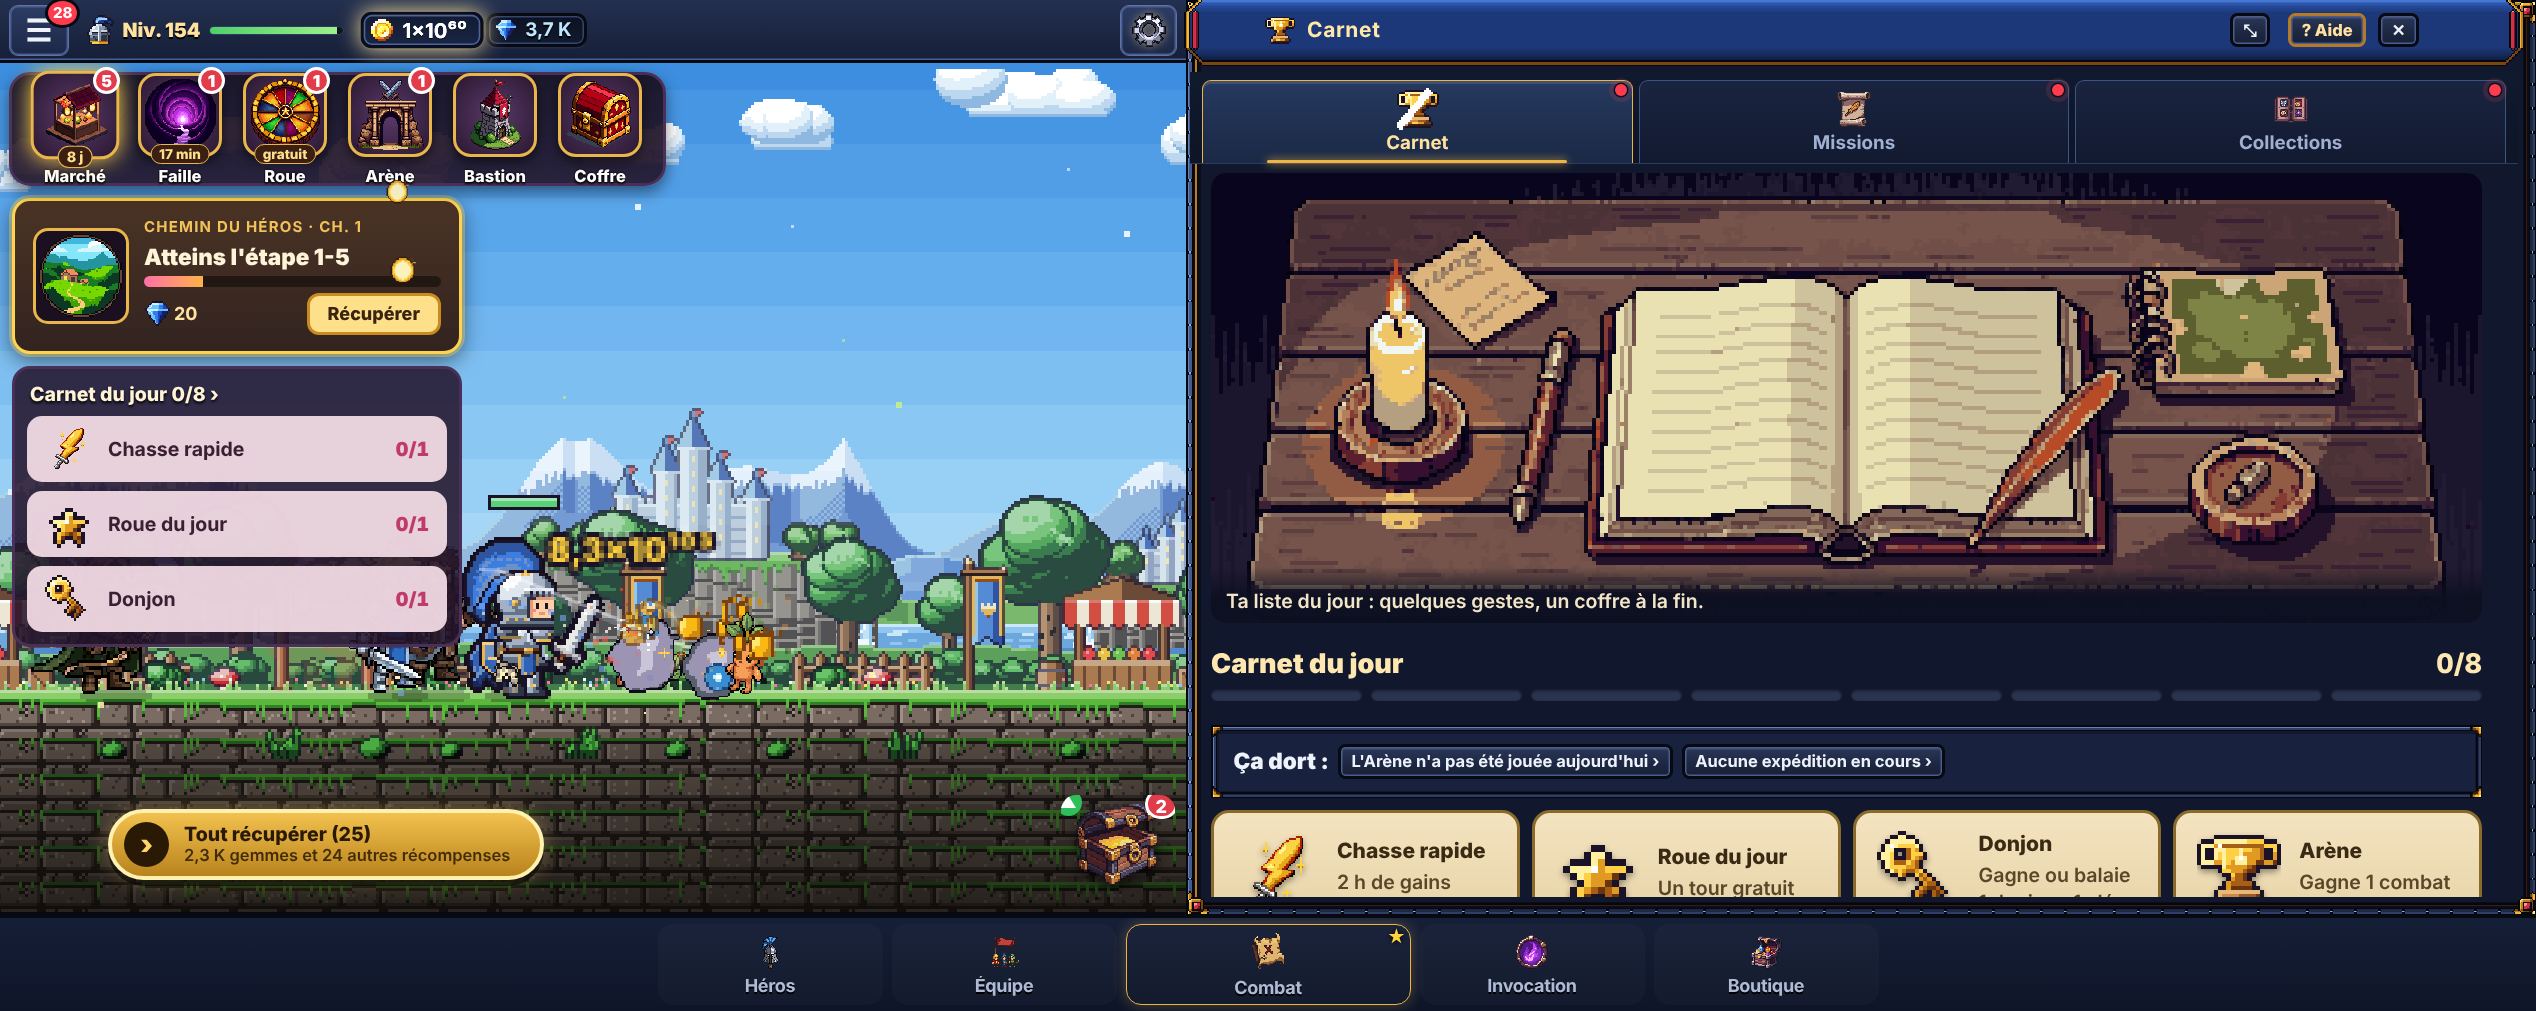 28
Niv. 154
1×10⁶⁰
3,7 K
5
8 j
Marché
1
17 min
Faille
1
gratuit
Roue
1
Arène
Bastion
Coffre
CHEMIN DU HÉROS · CH. 1
Atteins l'étape 1-5
20
Récupérer
Carnet du jour 0/8 ›
Chasse rapide 0/1
Roue du jour 0/1
Donjon 0/1
Tout récupérer (25)
2,3 K gemmes et 24 autres récompenses
2
Carnet
? Aide
Carnet
Missions
Collections
Ta liste du jour : quelques gestes, un coffre à la fin.
Carnet du jour 0/8
Ça dort : L'Arène n'a pas été jouée aujourd'hui › Aucune expédition en cours ›
Chasse rapide
2 h de gains
Roue du jour
Un tour gratuit
Donjon
Gagne ou balaie
Arène
Gagne 1 combat
Héros
Équipe
Combat
Invocation
Boutique